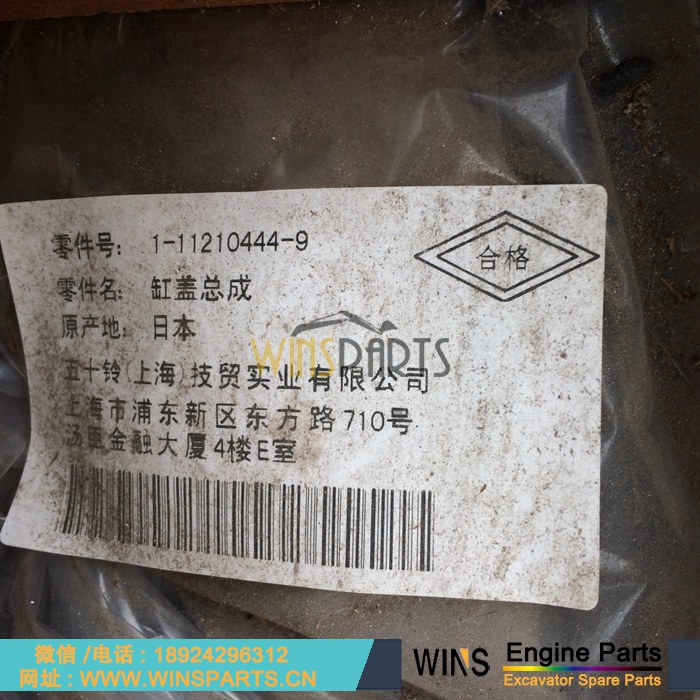 零件号: 1-11210444-9
合格
零件名: 缸盖总成
原产地: 日本
WINSPARTS
五十铃(上海)技贸实业有限公司
上海市浦东新区东方路710号
汤臣金融大厦4楼E室
微信 /电话 : 18924296312
网址: WWW.WINSPARTS.CN
WINS
Engine Parts
Excavator Spare Parts